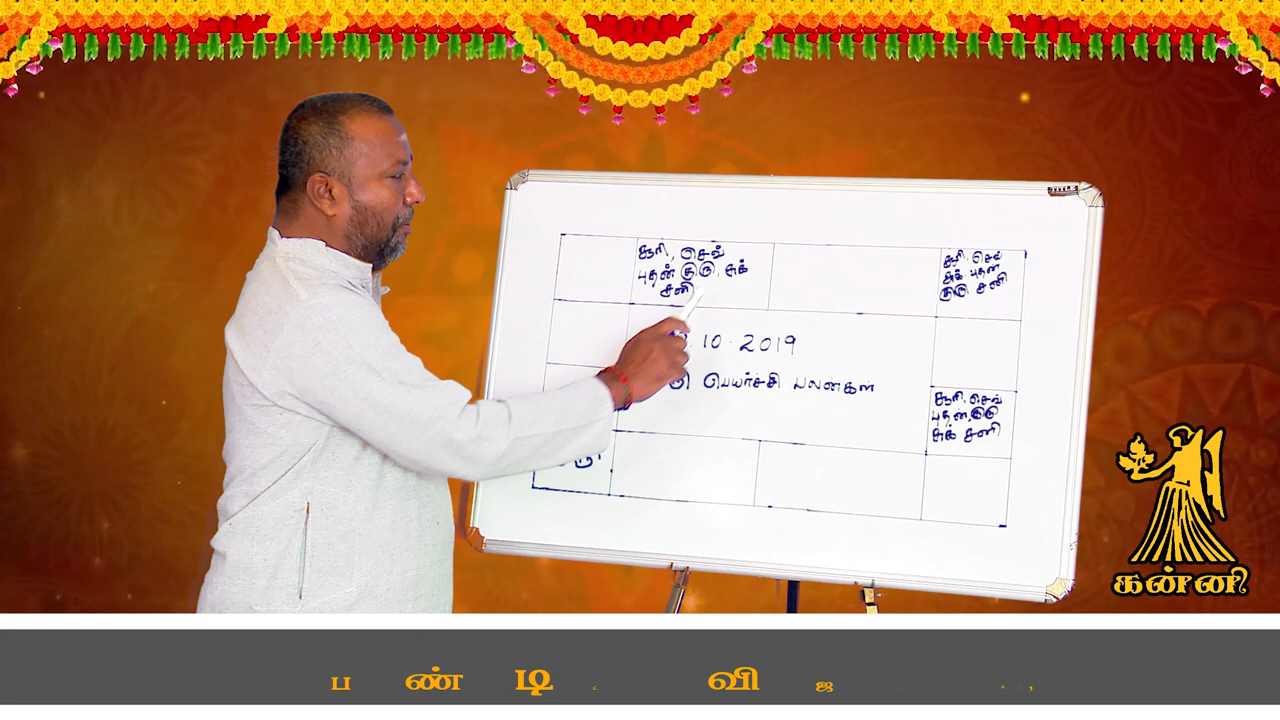 சூரி, செவ்
புதன் குரு, சுக்
சனி
சூரி. செவ்
சுக். புதன்
குரு. சனி
10 . 2019
பெயர்ச்சி பலன்கள்
சூரி. செவ்
புதன். குரு
சுக் சனி
கன்னி
ப ண் டி வி ஜ